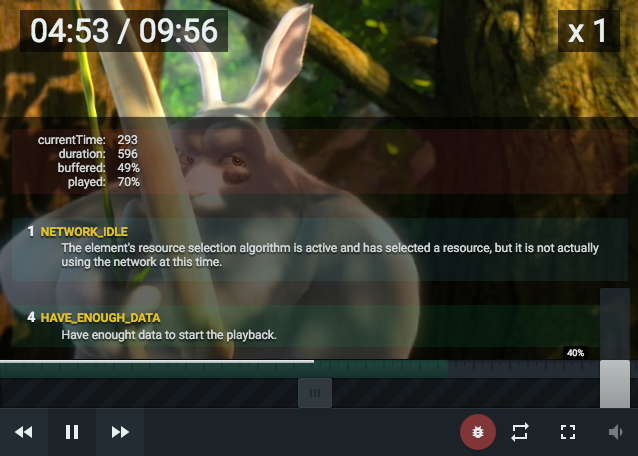 04:53 / 09:56
x 1
currentTime: 293
duration: 596
buffered: 49%
played: 70%
1 NETWORK_IDLE
The element's resource selection algorithm is active and has selected a resource, but it is not actually
using the network at this time.
4 HAVE_ENOUGH_DATA
Have enought data to start the playback.
40%